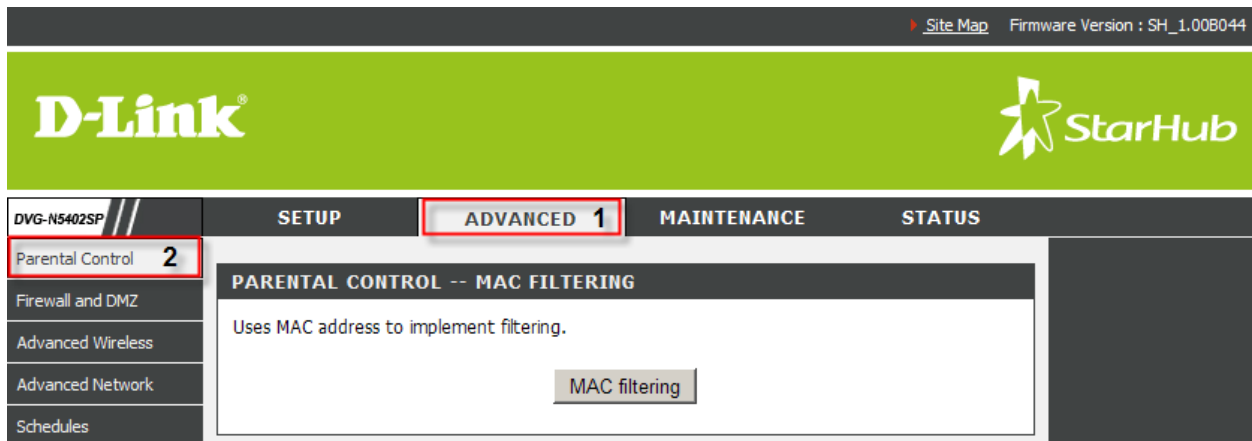 Site Map Firmware Version : SH_1.00B044
D-Link®
StarHub
DVG-N5402SP SETUP ADVANCED 1 MAINTENANCE STATUS
Parental Control 2
Firewall and DMZ
Advanced Wireless
Advanced Network
Schedules
PARENTAL CONTROL -- MAC FILTERING
Uses MAC address to implement filtering.
MAC filtering